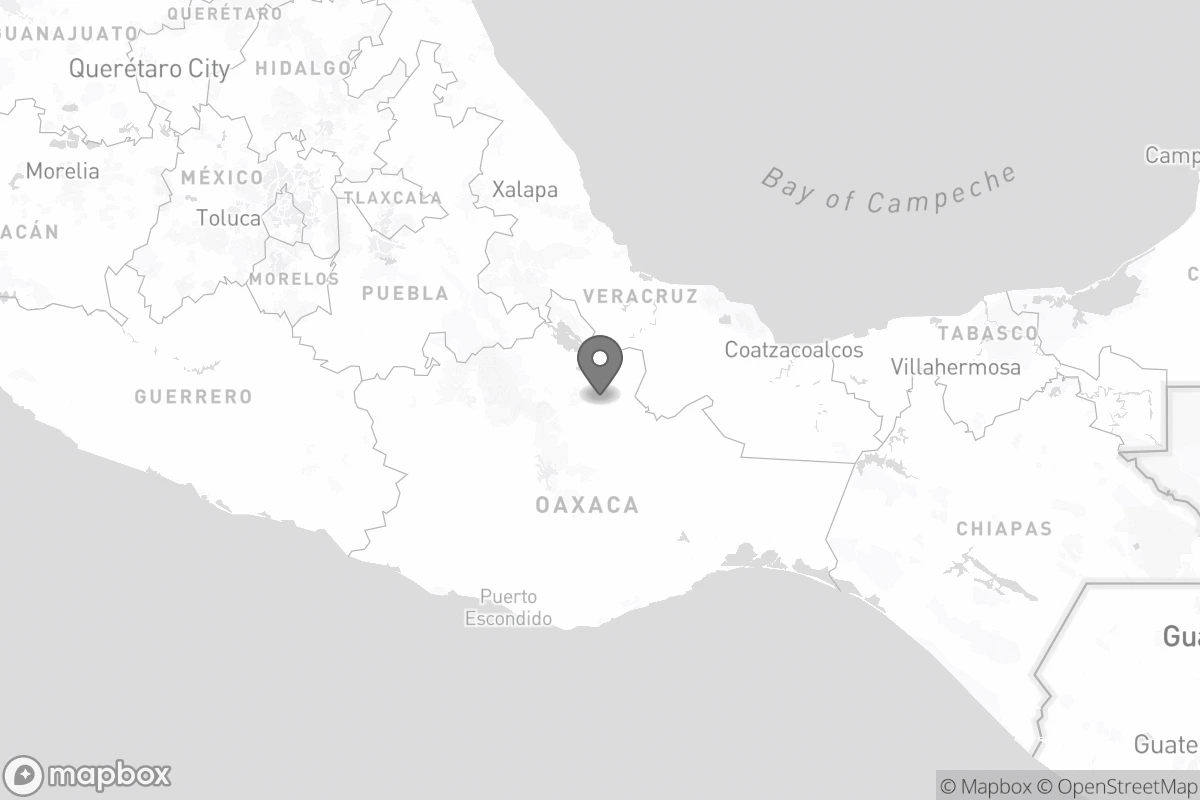 QUERÉTARO
GUANAJUATO
Querétaro City
HIDALGO
Morelia
MÉXICO
Toluca
TLAXCALA
Xalapa
Bay of Campeche
Camp
ACÁN
MORELOS
PUEBLA
VERACRUZ
C
TABASCO
Coatzacoalcos
Villahermosa
GUERRERO
OAXACA
CHIAPAS
Puerto
Escondido
Gua
Guate
mapbox
© Mapbox © OpenStreetMap